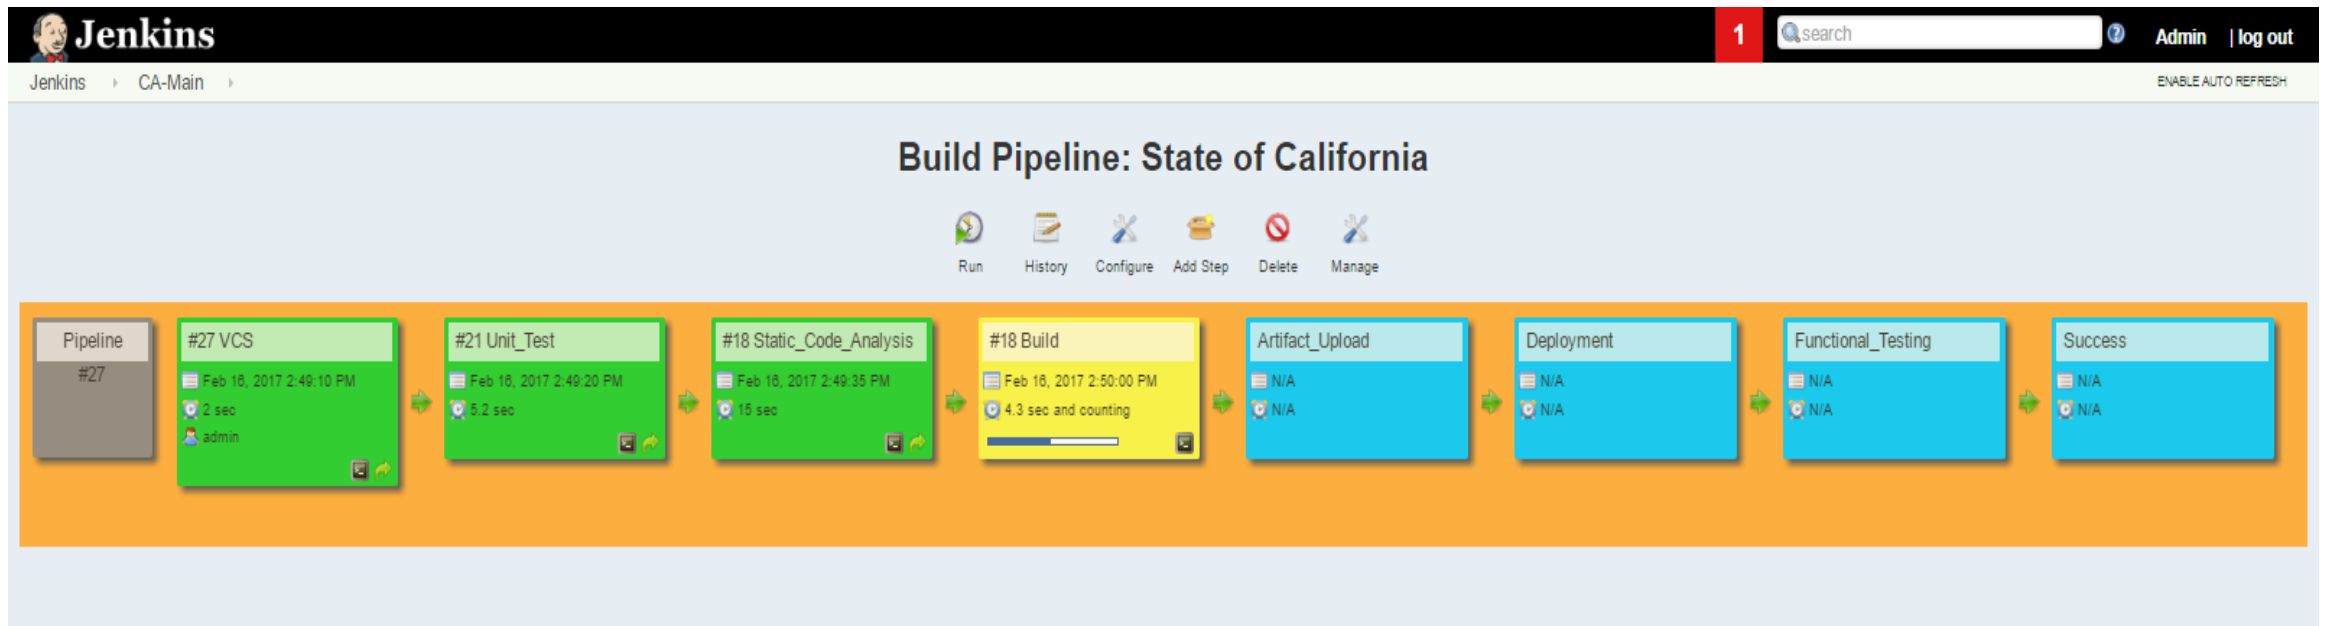 Jenkins
1
search
Admin | log out
Jenkins CA-Main
ENABLE AUTO REFRESH
Build Pipeline: State of California
Run History Configure Add Step Delete Manage
Pipeline
#27
#27 VCS
Feb 16, 2017 2:49:10 PM
2 sec
admin
#21 Unit_Test
Feb 16, 2017 2:49:20 PM
5.2 sec
#18 Static_Code_Analysis
Feb 16, 2017 2:49:35 PM
15 sec
#18 Build
Feb 16, 2017 2:50:00 PM
4.3 sec and counting
Artifact_Upload
N/A
N/A
Deployment
N/A
N/A
Functional_Testing
N/A
N/A
Success
N/A
N/A